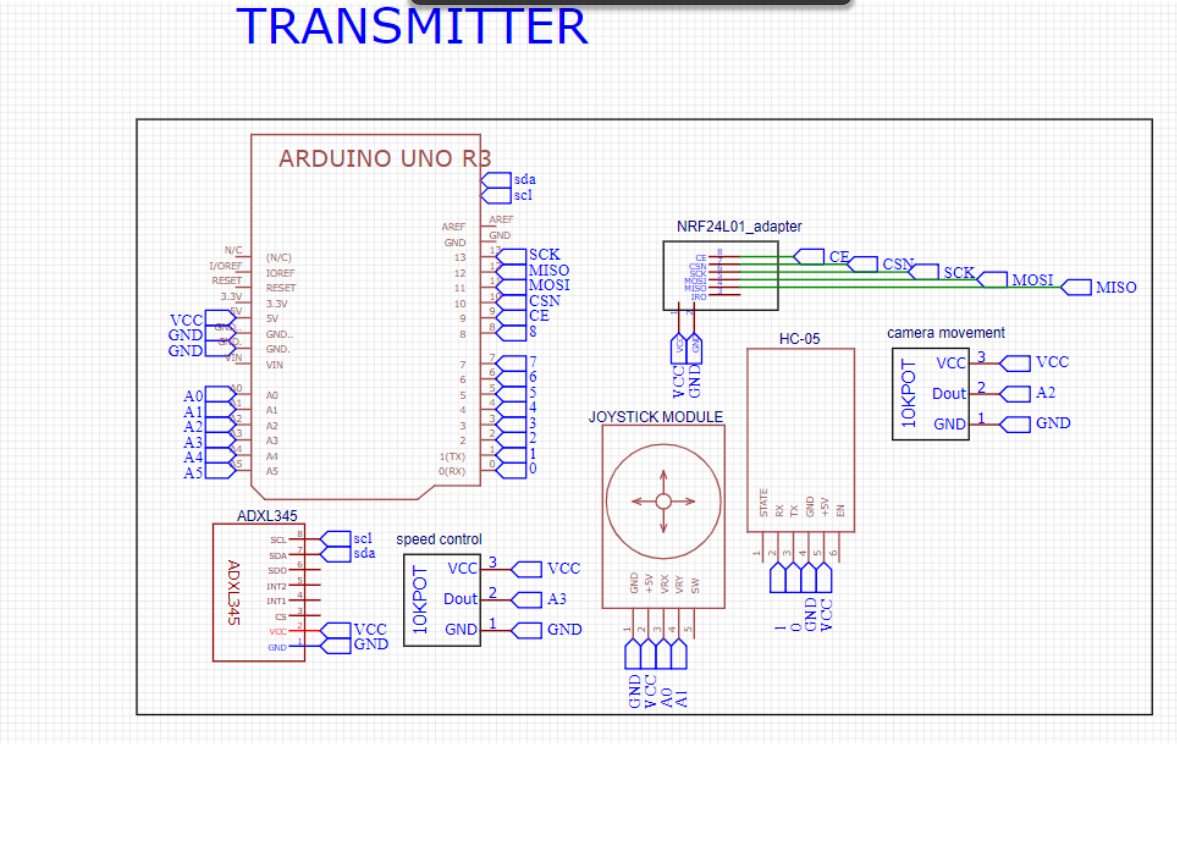 TRANSMITTER
ARDUINO UNO R3
sda
scl
AREF
AREF
GND
GND
13
SCK
12
MISO
11
MOSI
10
CSN
9
9
CE
8
8
8
7
7
7
6
6
6
5
5
5
4
4
4
3
3
3
2
2
2
1(TX)
1
1
0(RX)
0
0
N/C
(N/C)
I/OREF
IOREF
RESET
RESET
3.3V
3.3V
VCC
5V
5V
GND
GND..
GND..
GND
GND.
GND.
VIN
VIN
A0
A0
A0
A1
A1
A1
A2
A2
A2
A3
A3
A3
A4
A4
A4
A5
A5
A5
NRF24L01_adapter
CE
8
CE
CSN
CSN
SCK
SCK
MOSI
MOSI
MISO
MISO
IRQ
1
2
VCC
GND
VCC
GND
camera movement
10KPOT
VCC 3 VCC
Dout 2 A2
GND 1 GND
HC-05
STATE
RX
TX
GND
+5V
EN
1
2
3
4
5
6
1
0
GND
VCC
JOYSTICK MODULE
GND
+5V
VRX
VRY
SW
1
2
3
4
5
GND
VCC
A0
A1
ADXL345
ADXL345
SCL 8 scl
SDA 7 sda
SDO 6
INT2 5
INT1 4
CS 3
VCC 2 VCC
GND 1 GND
speed control
10KPOT
VCC 3 VCC
Dout 2 A3
GND 1 GND